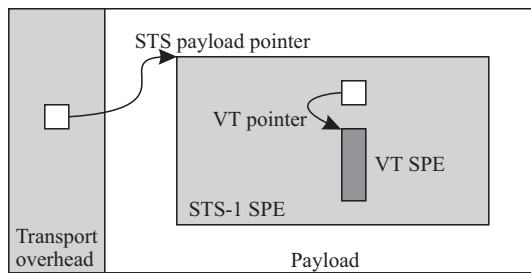 STS payload pointer
VT pointer
VT SPE
STS-1 SPE
Transport
overhead
Payload